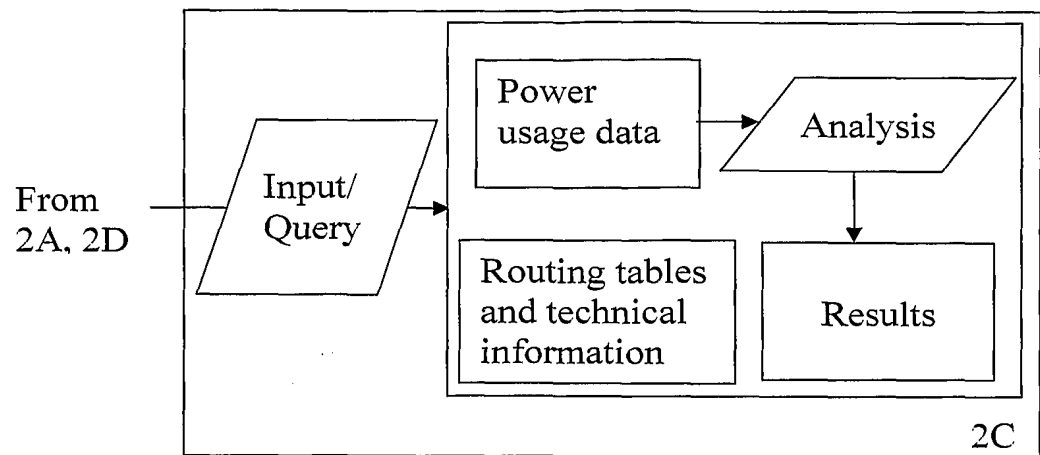 From
2A, 2D
Input/
Query
Power
usage data
Analysis
Routing tables
and technical
information
Results
2C